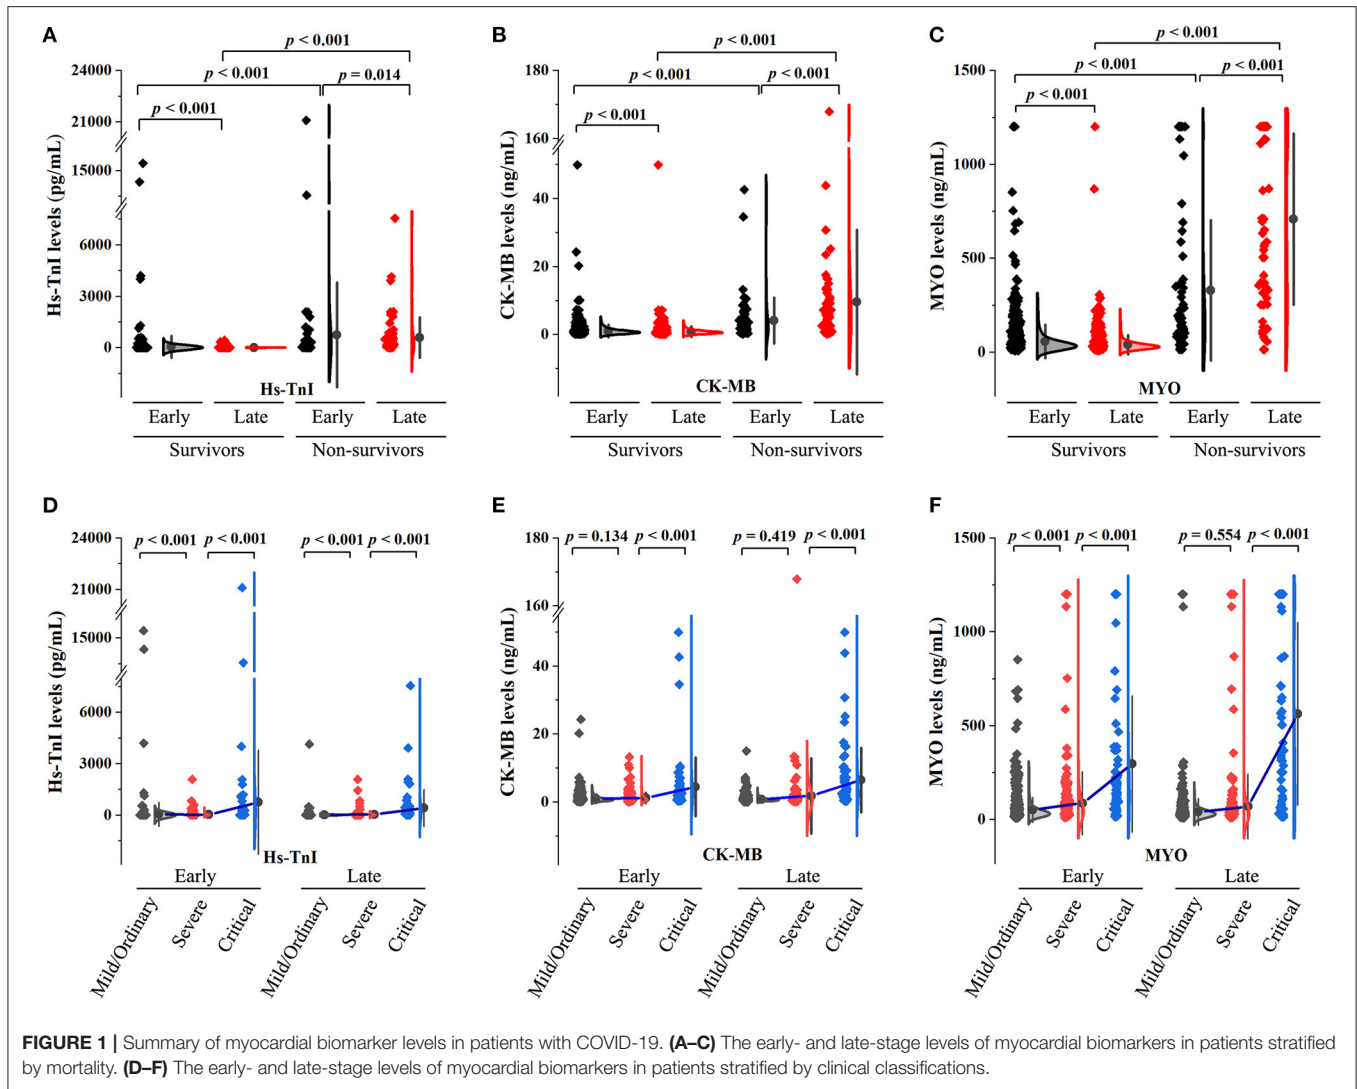 A
p < 0.001
p < 0.001
p = 0.014
p < 0.001
24000
21000
15000
6000
3000
0
Hs-TnI levels (pg/mL)
Hs-TnI
Early Late Early Late
Survivors Non-survivors
B
p < 0.001
p < 0.001
p < 0.001
p < 0.001
180
160
40
20
0
CK-MB levels (ng/mL)
CK-MB
Early Late Early Late
Survivors Non-survivors
C
p < 0.001
p < 0.001
p < 0.001
p < 0.001
1500
1000
500
0
MYO levels (ng/mL)
MYO
Early Late Early Late
Survivors Non-survivors
D
p < 0.001 p < 0.001 p < 0.001 p < 0.001
24000
21000
15000
6000
3000
0
Hs-TnI levels (pg/mL)
Hs-TnI
Early Late
Mild/Ordinary Severe Critical Mild/Ordinary Severe Critical
E
p = 0.134 p < 0.001 p = 0.419 p < 0.001
180
160
40
20
0
CK-MB levels (ng/mL)
CK-MB
Early Late
Mild/Ordinary Severe Critical Mild/Ordinary Severe Critical
F
p < 0.001 p < 0.001 p = 0.554 p < 0.001
1500
1000
500
0
MYO levels (ng/mL)
MYO
Early Late
Mild/Ordinary Severe Critical Mild/Ordinary Severe Critical
FIGURE 1 | Summary of myocardial biomarker levels in patients with COVID-19. (A–C) The early- and late-stage levels of myocardial biomarkers in patients stratified
by mortality. (D–F) The early- and late-stage levels of myocardial biomarkers in patients stratified by clinical classifications.